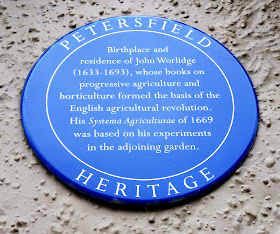 PETERSFIELD
Birthplace and
residence of John Worlidge
(1633-1693), whose books on
progressive agriculture and
horticulture formed the basis of the
English agricultural revolution.
His Systema Agriculturae of 1669
was based on his experiments
in the adjoining garden.
HERITAGE